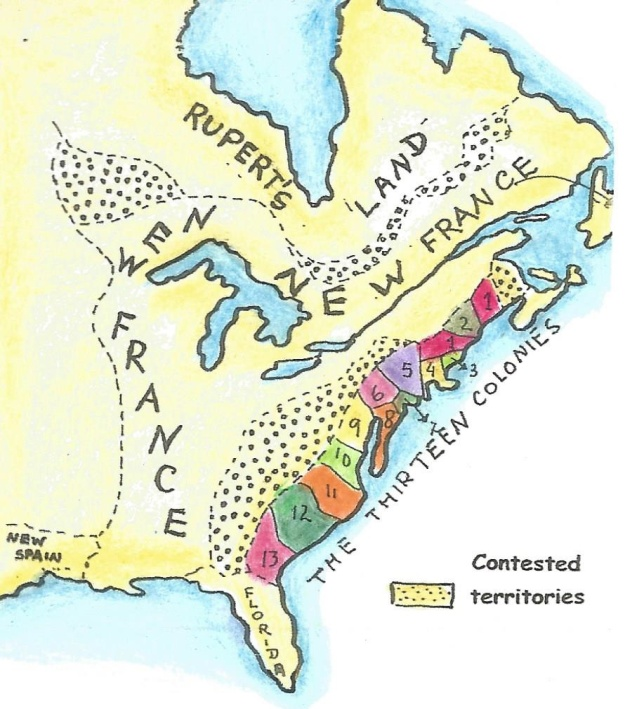 RUPERT'S
LAND
NEW FRANCE
NEW
FRANCE
1
2
1
3
4
5
6
7
8
9
10
11
12
13
THE THIRTEEN COLONIES
NEW
SPAIN
FLORIDA
Contested
territories